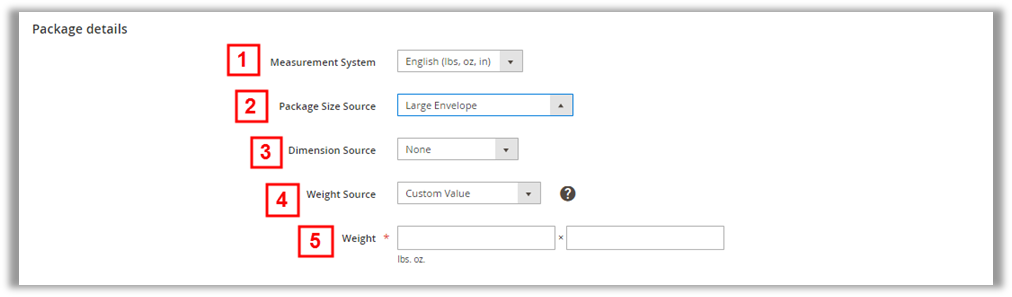 Package details
1 Measurement System English (lbs, oz, in)
2 Package Size Source Large Envelope
3 Dimension Source None
4 Weight Source Custom Value ?
5 Weight * ×
lbs. oz.